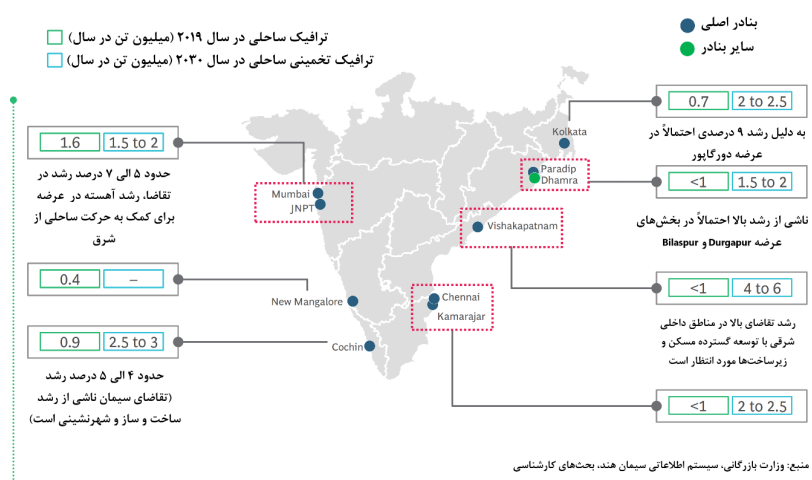 ترافیک ساحلی در سال ۲۰۱۹ (میلیون تن در سال)
ترافیک تخمینی ساحلی در سال ۲۰۳۰ (میلیون تن در سال)
بنادر اصلی
سایر بنادر
1.6 1.5 to 2
حدود ۵ الی ۷ درصد رشد در
تقاضا، رشد آهسته در عرضه
برای کمک به حرکت ساحلی از
شرق
0.4 –
0.9 2.5 to 3
حدود ۴ الی ۵ درصد رشد
(تقاضای سیمان ناشی از رشد
ساخت و ساز و شهرنشینی است)
Kolkata
Paradip
Dhamra
Mumbai
JNPT
Vishakapatnam
New Mangalore
Chennai
Kamarajar
Cochin
0.7 2 to 2.5
به دلیل رشد ۹ درصدی احتمالاً در
عرضه دورگاپور
<1 1.5 to 2
ناشی از رشد بالا احتمالاً در بخش‌های
عرضه Durgapur و Bilaspur
<1 4 to 6
رشد تقاضای بالا در مناطق داخلی
شرقی با توسعه گسترده مسکن و
زیرساخت‌ها مورد انتظار است
<1 2 to 2.5
منبع: وزارت بازرگانی، سیستم اطلاعاتی سیمان هند، بحث‌های کارشناسی